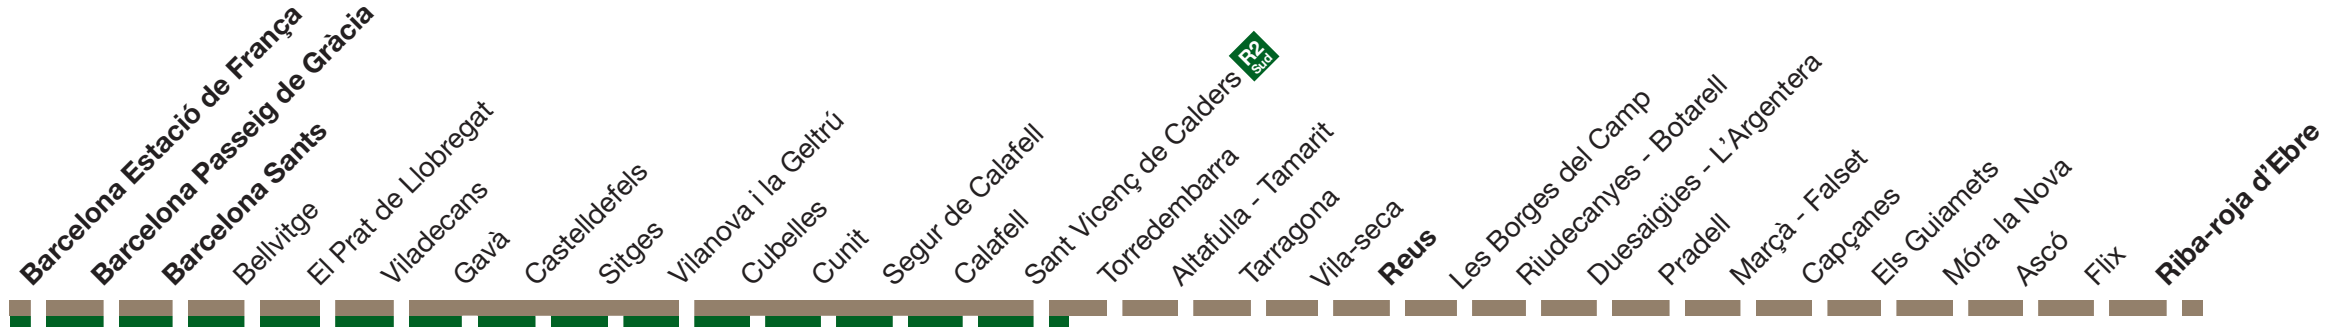 Barcelona Estació de França
Barcelona Passeig de Gràcia
Barcelona Sants
Bellvitge
El Prat de Llobregat
Viladecans
Gavà
Castelldefels
Sitges
Vilanova i la Geltrú
Cubelles
Cunit
Segur de Calafell
Calafell
Sant Vicenç de Calders
R2
Sud
Torredembarra
Altafulla - Tamarit
Tarragona
Vila-seca
Reus
Les Borges del Camp
Riudecanyes - Botarell
Duesaigües - L'Argentera
Pradell
Marçà - Falset
Capçanes
Els Guiamets
Móra la Nova
Ascó
Flix
Riba-roja d'Ebre